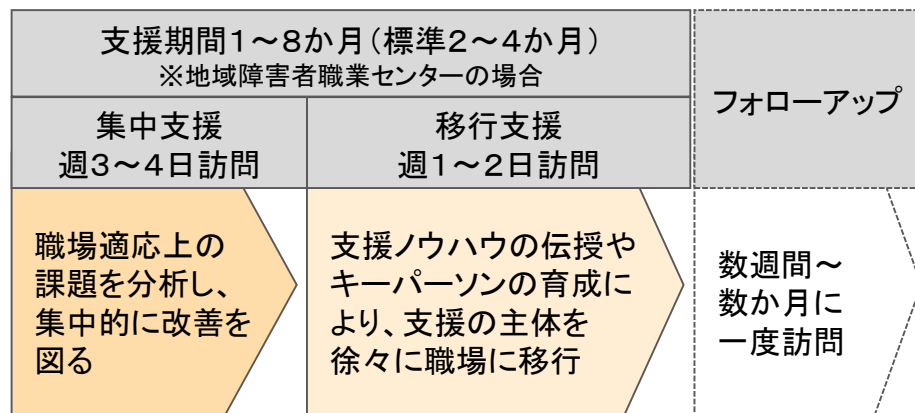 支援期間１～８か月（標準２～４か月）
※地域障害者職業センターの場合
フォローアップ
集中支援
週３～４日訪問
移行支援
週１～２日訪問
職場適応上の
課題を分析し、
集中的に改善を
図る
支援ノウハウの伝授や
キーパーソンの育成に
より、支援の主体を
徐々に職場に移行
数週間～
数か月に
一度訪問